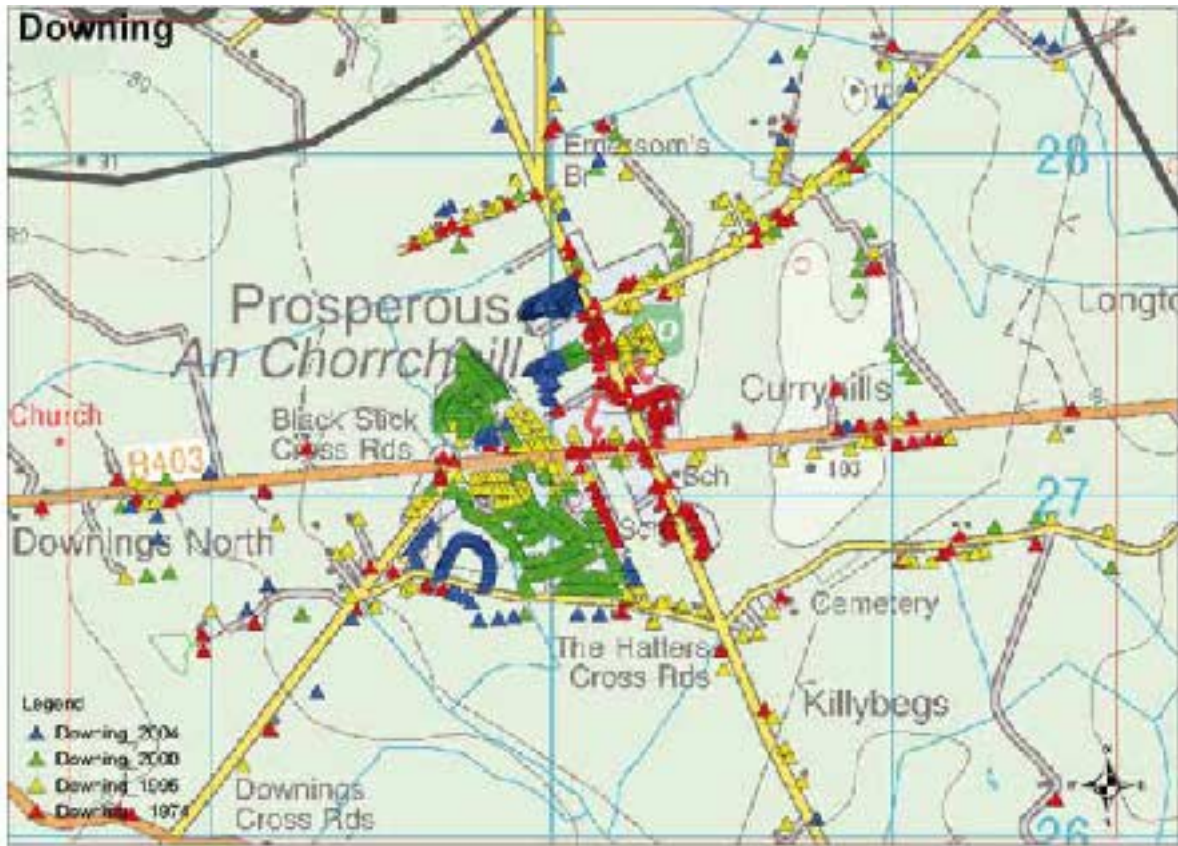 Downing
28
Br
Prosperous
An Chorrchoill
Longto
Curryhills
Church
Black Stick
Cross Rds
R403
100
Sch
27
Downings North
Cemetery
The Hatters
Cross Rds
Killybegs
Legend
Downing_2004
Downing_2000
Downing_1995
1974
Downings
Cross Rds
26